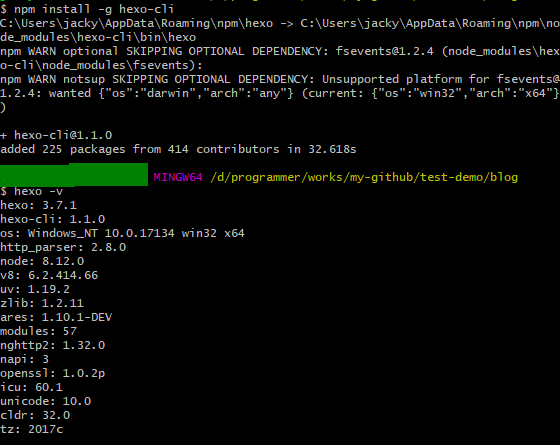 $ npm install -g hexo-cli
C:\Users\jacky\AppData\Roaming\npm\hexo -> C:\Users\jacky\AppData\Roaming\npm\no
de_modules\hexo-cli\bin\hexo
npm WARN optional SKIPPING OPTIONAL DEPENDENCY: fsevents@1.2.4 (node_modules\hex
o-cli\node_modules\fsevents):
npm WARN notsup SKIPPING OPTIONAL DEPENDENCY: Unsupported platform for fsevents@
1.2.4: wanted {"os":"darwin","arch":"any"} (current: {"os":"win32","arch":"x64"}
)
+ hexo-cli@1.1.0
added 225 packages from 414 contributors in 32.618s
MINGW64 /d/programmer/works/my-github/test-demo/blog
$ hexo -v
hexo: 3.7.1
hexo-cli: 1.1.0
os: Windows_NT 10.0.17134 win32 x64
http_parser: 2.8.0
node: 8.12.0
v8: 6.2.414.66
uv: 1.19.2
zlib: 1.2.11
ares: 1.10.1-DEV
modules: 57
nghttp2: 1.32.0
napi: 3
openssl: 1.0.2p
icu: 60.1
unicode: 10.0
cldr: 32.0
tz: 2017c